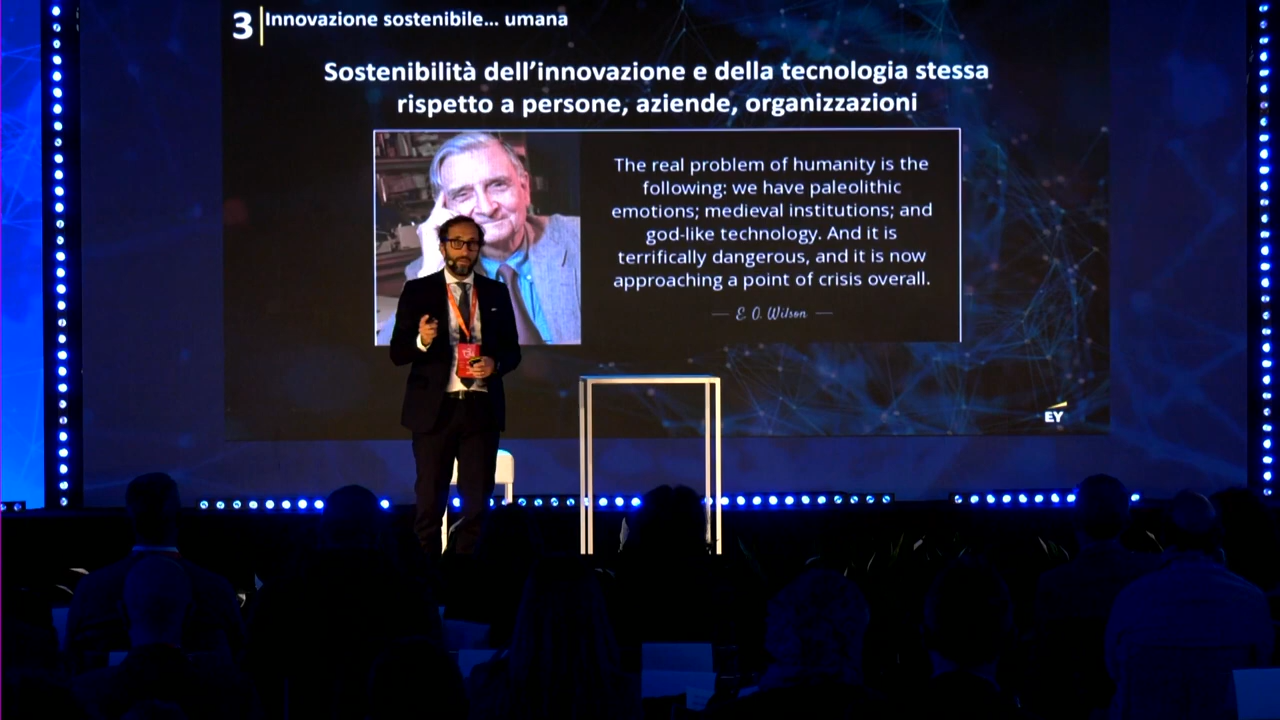 3 Innovazione sostenibile... umana
Sostenibilità dell'innovazione e della tecnologia stessa
rispetto a persone, aziende, organizzazioni
The real problem of humanity is the
following: we have paleolithic
emotions; medieval institutions; and
god-like technology. And it is
terrifically dangerous, and it is now
approaching a point of crisis overall.
— E. O. Wilson —
EY